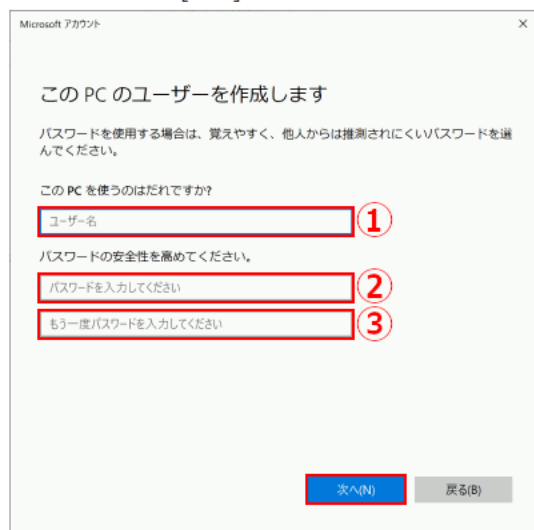 Microsoft アカウント
このPCのユーザーを作成します
パスワードを使用する場合は、覚えやすく、他人からは推測されにくいパスワードを選
んでください。
このPCを使うのはだれですか?
ユーザー名 ①
パスワードの安全性を高めてください。
パスワードを入力してください ②
もう一度パスワードを入力してください ③
次へ(N) 戻る(B)